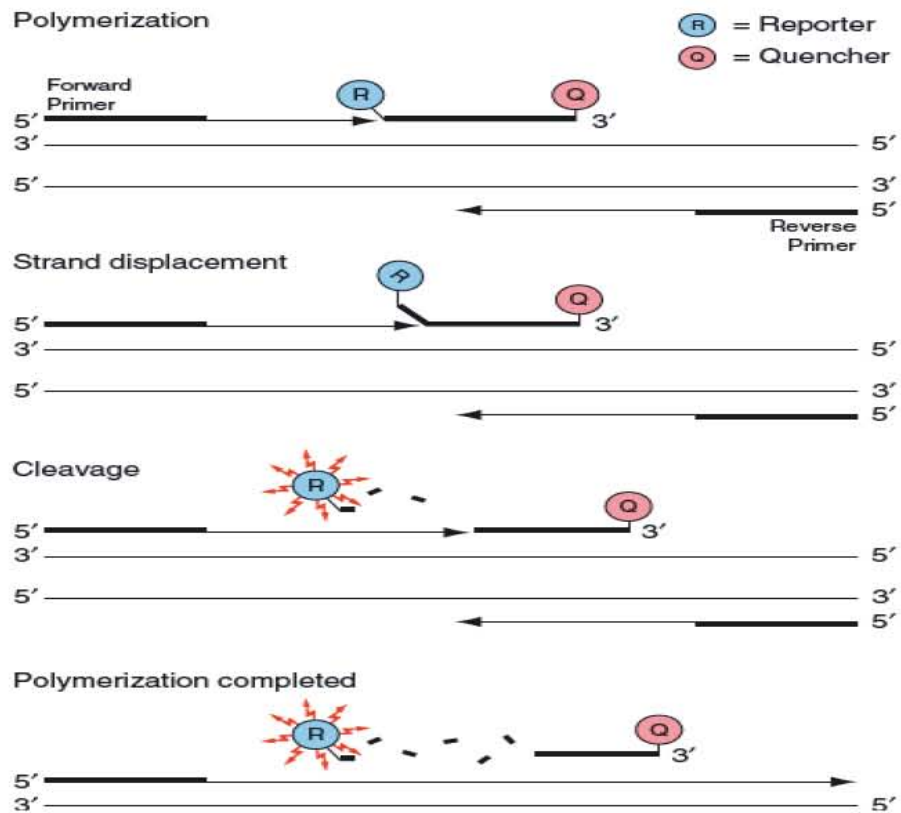 Polymerization
R = Reporter
Q = Quencher
Forward
Primer
R Q
5′ 3′
3′ 5′
5′ 3′
5′
Reverse
Primer
Strand displacement
R Q
5′ 3′
3′ 5′
5′ 3′
5′
Cleavage
R Q
5′ 3′
3′ 5′
5′ 3′
5′
Polymerization completed
R Q
3′
5′
3′ 5′